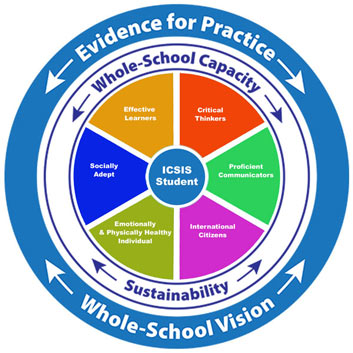 Evidence for Practice
Whole-School Capacity
Effective
Learners
Critical
Thinkers
Socially
Adept
ICSIS
Student
Proficient
Communicators
Emotionally
& Physically Healthy
Individual
International
Citizens
Sustainability
Whole-School Vision